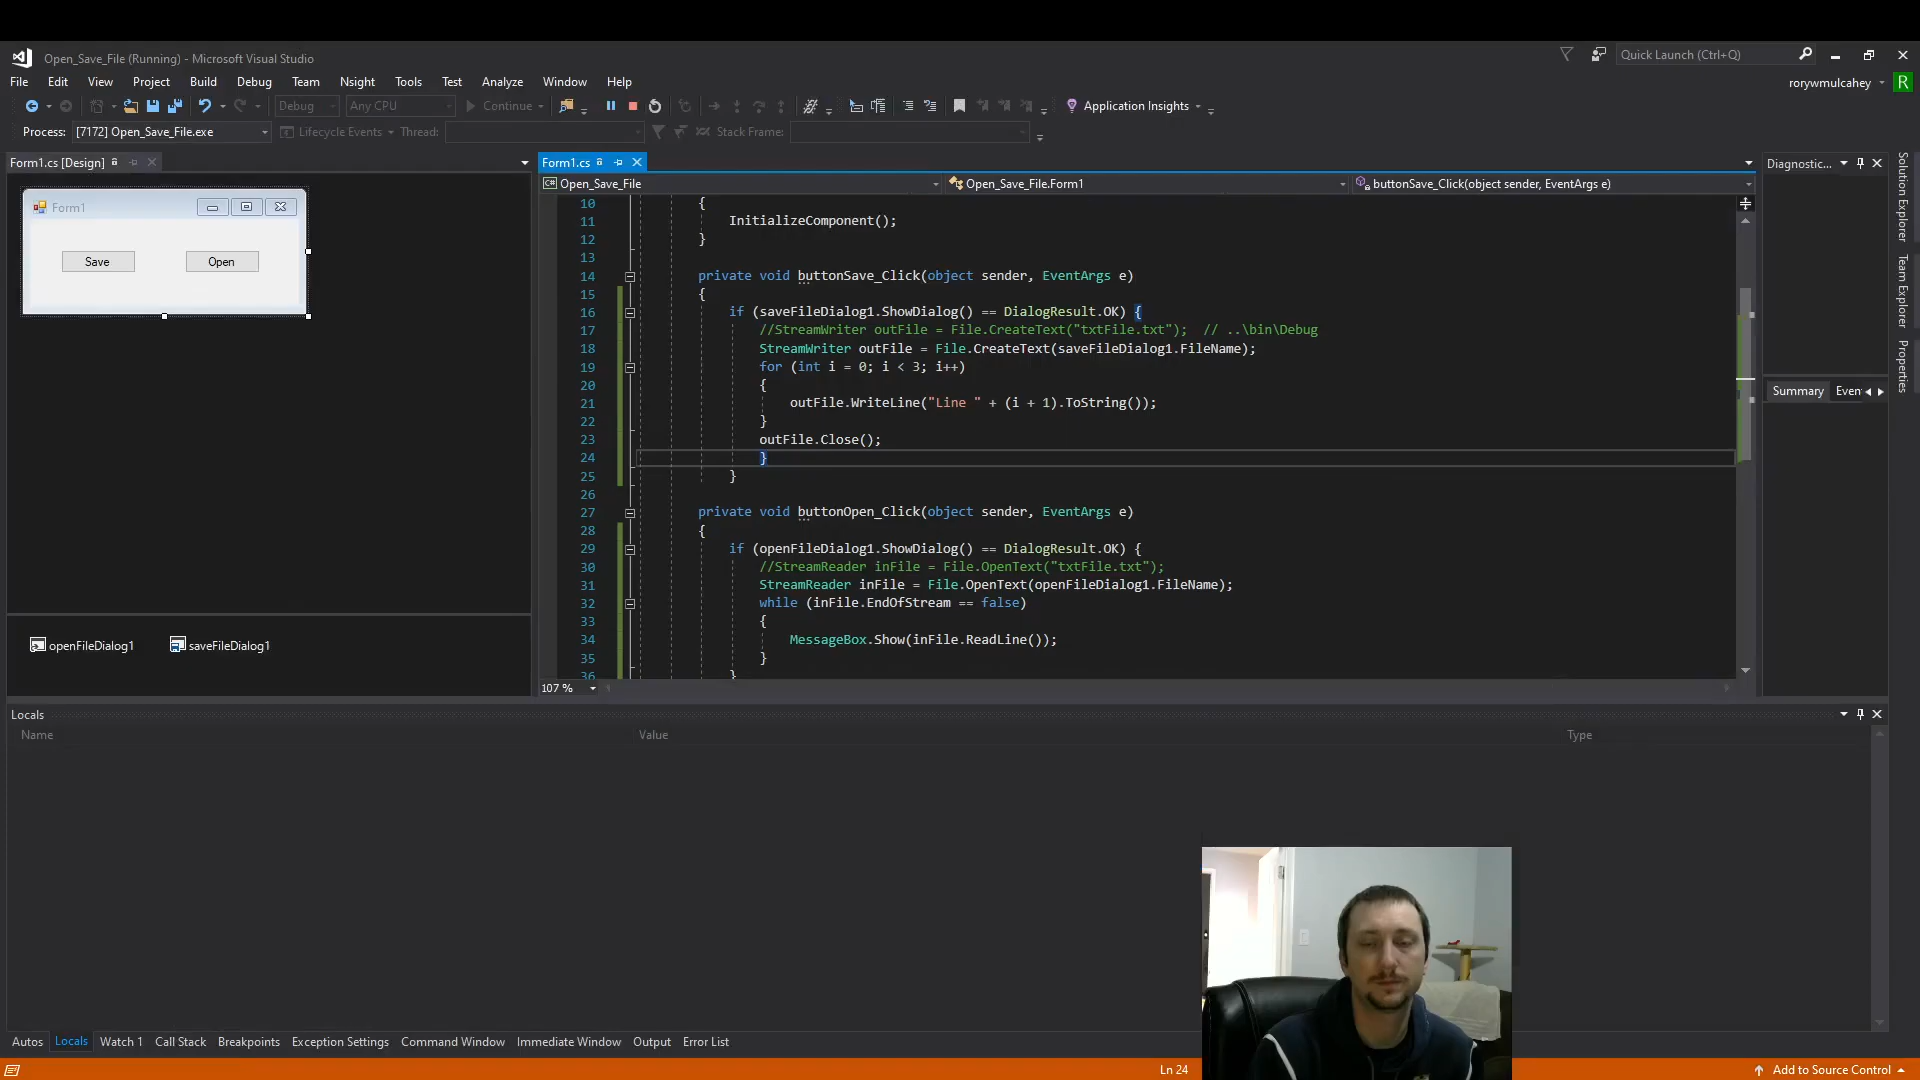 Open_Save_File (Running) - Microsoft Visual Studio
Quick Launch (Ctrl+Q)
File Edit View Project Build Debug Team Nsight Tools Test Analyze Window Help
rorywmulcahey R
Debug Any CPU Continue Application Insights
Process: [7172] Open_Save_File.exe Lifecycle Events Thread: Stack Frame:
Form1.cs [Design]
Form1
Save Open
openFileDialog1 saveFileDialog1
Form1.cs
C# Open_Save_File Open_Save_File.Form1 buttonSave_Click(object sender, EventArgs e)
10 {
11 InitializeComponent();
12 }
13
14 private void buttonSave_Click(object sender, EventArgs e)
15 {
16 if (saveFileDialog1.ShowDialog() == DialogResult.OK) {
17 //StreamWriter outFile = File.CreateText("txtFile.txt"); // ..\bin\Debug
18 StreamWriter outFile = File.CreateText(saveFileDialog1.FileName);
19 for (int i = 0; i < 3; i++)
20 {
21 outFile.WriteLine("Line " + (i + 1).ToString());
22 }
23 outFile.Close();
24 }
25 }
26
27 private void buttonOpen_Click(object sender, EventArgs e)
28 {
29 if (openFileDialog1.ShowDialog() == DialogResult.OK) {
30 //StreamReader inFile = File.OpenText("txtFile.txt");
31 StreamReader inFile = File.OpenText(openFileDialog1.FileName);
32 while (inFile.EndOfStream == false)
33 {
34 MessageBox.Show(inFile.ReadLine());
35 }
36 }
107 %
Diagnostic...
Summary Even
Solution Explorer
Team Explorer
Properties
Locals
Name Value Type
Autos Locals Watch 1 Call Stack Breakpoints Exception Settings Command Window Immediate Window Output Error List
Ln 24
Add to Source Control